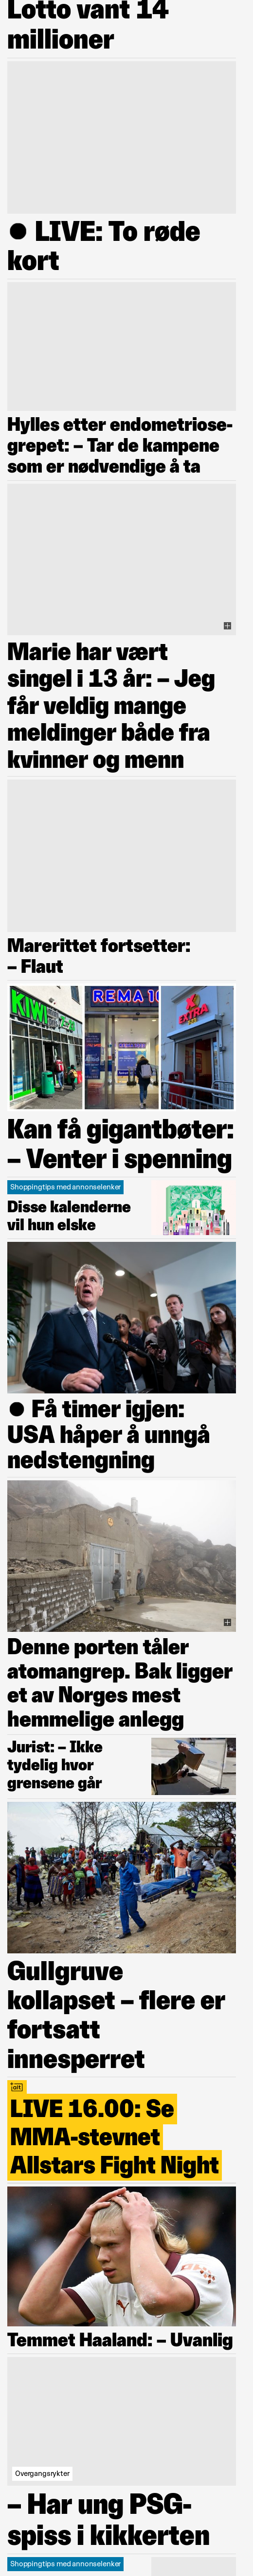 Lotto vant 14
millioner
● LIVE: To røde
kort
Hylles etter endometriose-
grepet: – Tar de kampene
som er nødvendige å ta
Marie har vært
singel i 13 år: – Jeg
får veldig mange
meldinger både fra
kvinner og menn
Marerittet fortsetter:
– Flaut
KIWI
REMA 10
EXTRA
Kan få gigantbøter:
– Venter i spenning
Shoppingtips med annonselenker
Disse kalenderne
vil hun elske
● Få timer igjen:
USA håper å unngå
nedstengning
Denne porten tåler
atomangrep. Bak ligger
et av Norges mest
hemmelige anlegg
Jurist: – Ikke
tydelig hvor
grensene går
Gullgruve
kollapset – flere er
fortsatt
innesperret
alt
LIVE 16.00: Se
MMA-stevnet
Allstars Fight Night
Temmet Haaland: – Uvanlig
Overgangsrykter
– Har ung PSG-
spiss i kikkerten
Shoppingtips med annonselenker